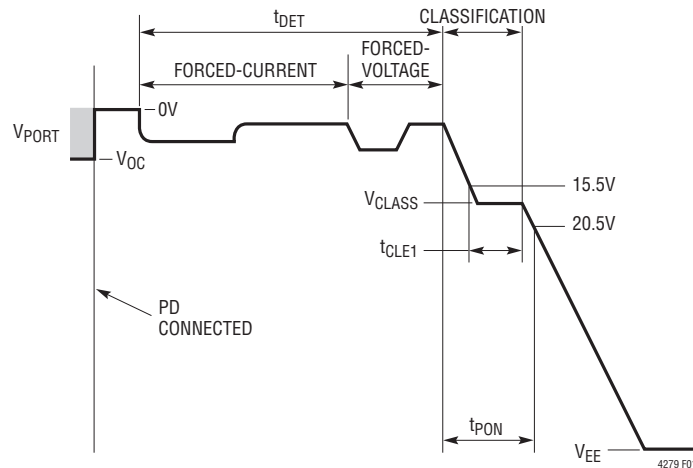 tDET
CLASSIFICATION
FORCED-CURRENT
FORCED-
VOLTAGE
0V
VPORT
VOC
15.5V
VCLASS
20.5V
tCLE1
PD
CONNECTED
tPON
VEE
4279 F0